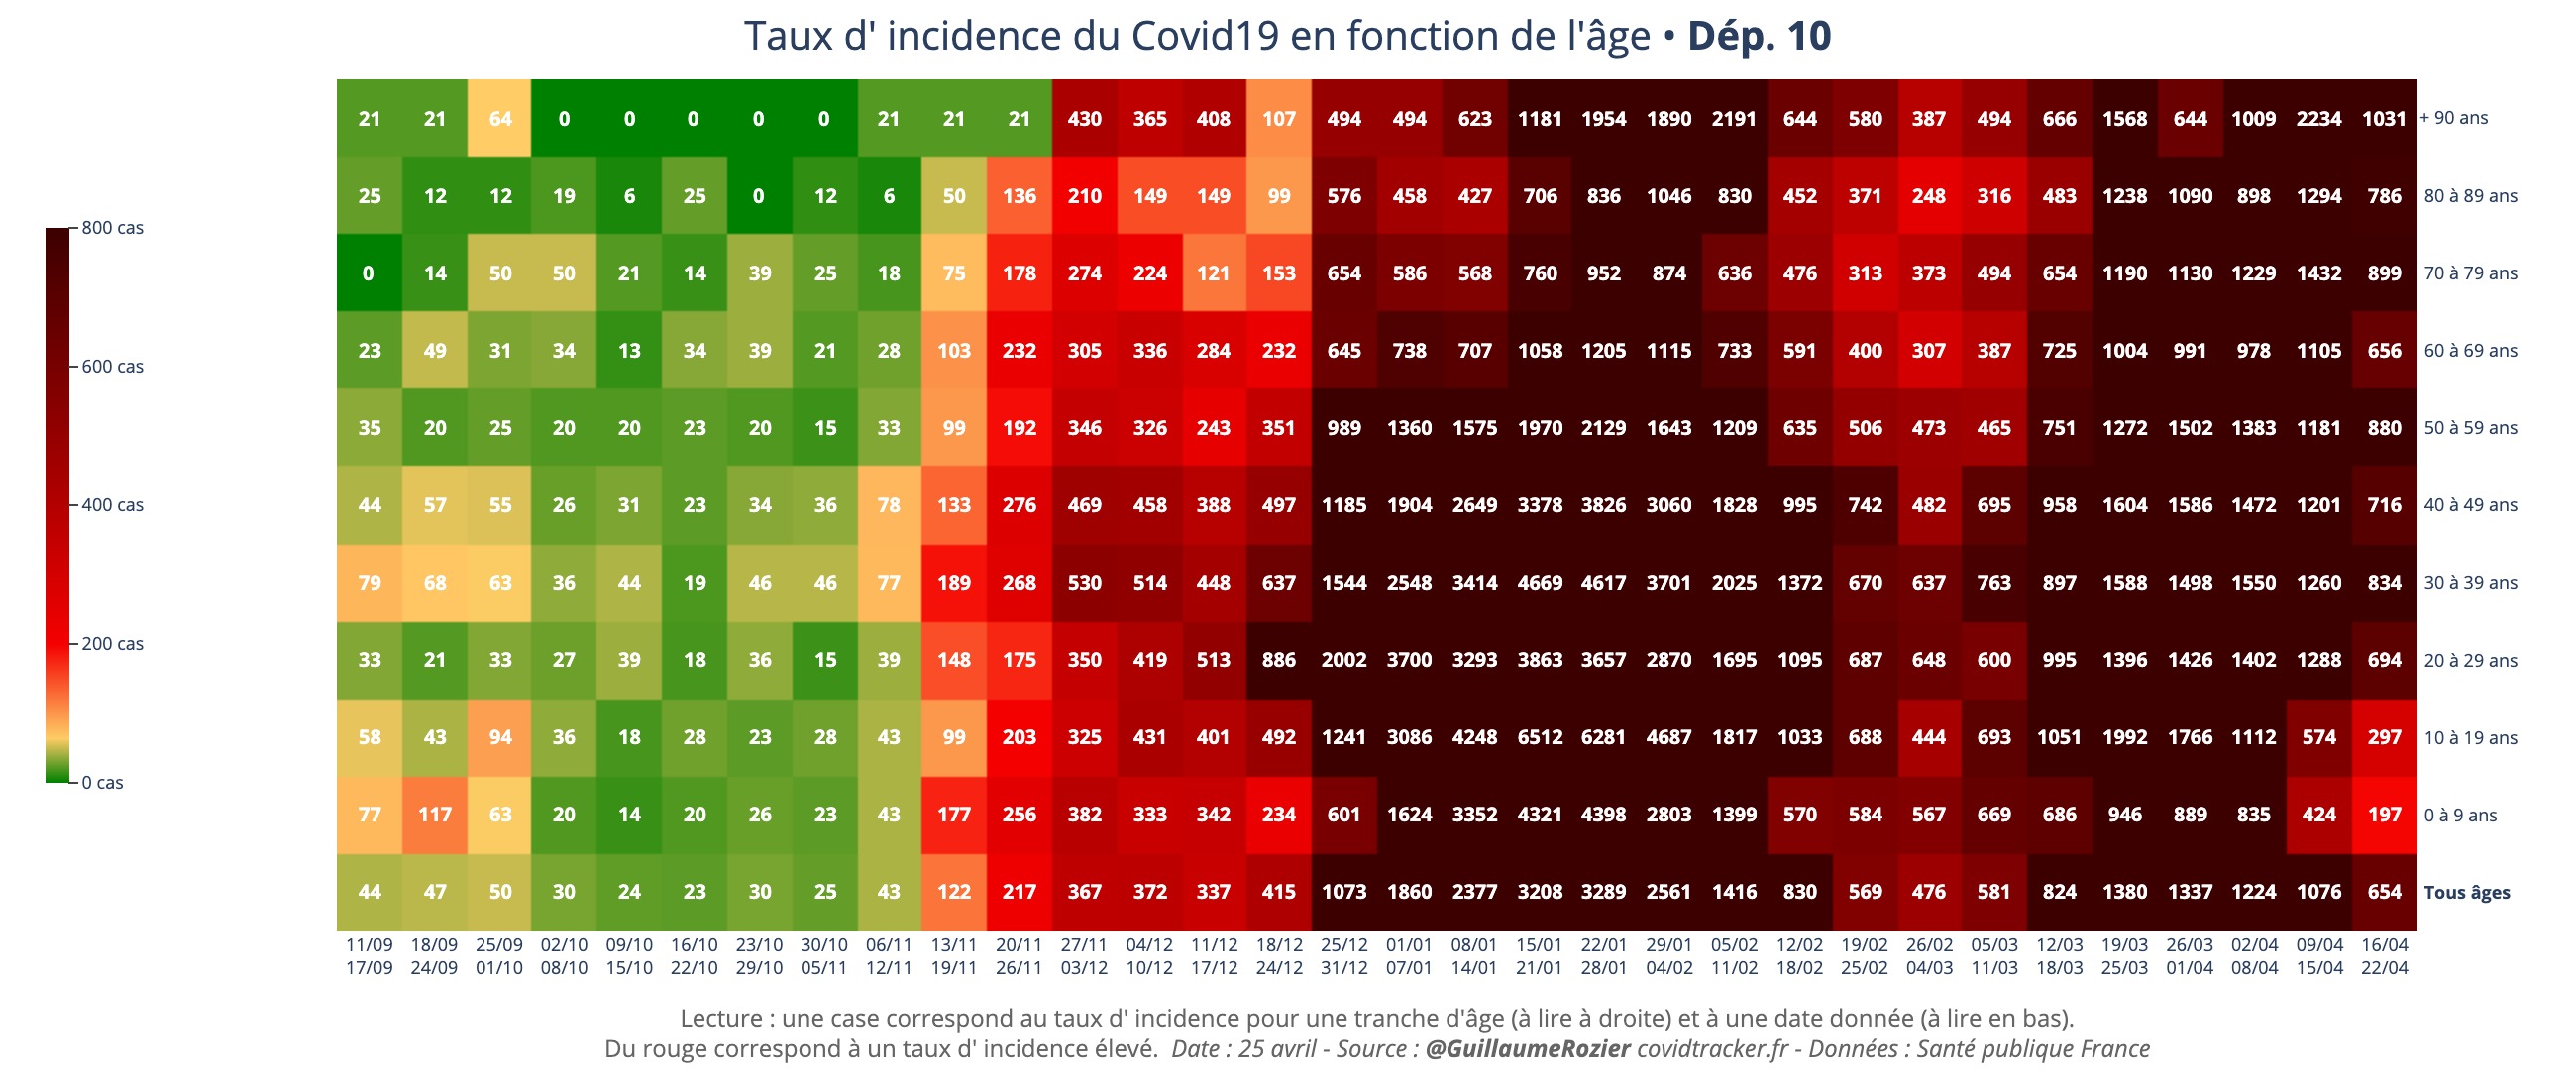 Taux d' incidence du Covid19 en fonction de l'âge • Dép. 10
800 cas
600 cas
400 cas
200 cas
0 cas
21 21 64 0 0 0 0 0 21 21 21 430 365 408 107 494 494 623 1181 1954 1890 2191 644 580 387 494 666 1568 644 1009 2234 1031 + 90 ans
25 12 12 19 6 25 0 12 6 50 136 210 149 149 99 576 458 427 706 836 1046 830 452 371 248 316 483 1238 1090 898 1294 786 80 à 89 ans
0 14 50 50 21 14 39 25 18 75 178 274 224 121 153 654 586 568 760 952 874 636 476 313 373 494 654 1190 1130 1229 1432 899 70 à 79 ans
23 49 31 34 13 34 39 21 28 103 232 305 336 284 232 645 738 707 1058 1205 1115 733 591 400 307 387 725 1004 991 978 1105 656 60 à 69 ans
35 20 25 20 20 23 20 15 33 99 192 346 326 243 351 989 1360 1575 1970 2129 1643 1209 635 506 473 465 751 1272 1502 1383 1181 880 50 à 59 ans
44 57 55 26 31 23 34 36 78 133 276 469 458 388 497 1185 1904 2649 3378 3826 3060 1828 995 742 482 695 958 1604 1586 1472 1201 716 40 à 49 ans
79 68 63 36 44 19 46 46 77 189 268 530 514 448 637 1544 2548 3414 4669 4617 3701 2025 1372 670 637 763 897 1588 1498 1550 1260 834 30 à 39 ans
33 21 33 27 39 18 36 15 39 148 175 350 419 513 886 2002 3700 3293 3863 3657 2870 1695 1095 687 648 600 995 1396 1426 1402 1288 694 20 à 29 ans
58 43 94 36 18 28 23 28 43 99 203 325 431 401 492 1241 3086 4248 6512 6281 4687 1817 1033 688 444 693 1051 1992 1766 1112 574 297 10 à 19 ans
77 117 63 20 14 20 26 23 43 177 256 382 333 342 234 601 1624 3352 4321 4398 2803 1399 570 584 567 669 686 946 889 835 424 197 0 à 9 ans
44 47 50 30 24 23 30 25 43 122 217 367 372 337 415 1073 1860 2377 3208 3289 2561 1416 830 569 476 581 824 1380 1337 1224 1076 654 Tous âges
11/09 18/09 25/09 02/10 09/10 16/10 23/10 30/10 06/11 13/11 20/11 27/11 04/12 11/12 18/12 25/12 01/01 08/01 15/01 22/01 29/01 05/02 12/02 19/02 26/02 05/03 12/03 19/03 26/03 02/04 09/04 16/04
17/09 24/09 01/10 08/10 15/10 22/10 29/10 05/11 12/11 19/11 26/11 03/12 10/12 17/12 24/12 31/12 07/01 14/01 21/01 28/01 04/02 11/02 18/02 25/02 04/03 11/03 18/03 25/03 01/04 08/04 15/04 22/04
Lecture : une case correspond au taux d' incidence pour une tranche d'âge (à lire à droite) et à une date donnée (à lire en bas).
Du rouge correspond à un taux d' incidence élevé. Date : 25 avril - Source : @GuillaumeRozier covidtracker.fr - Données : Santé publique France